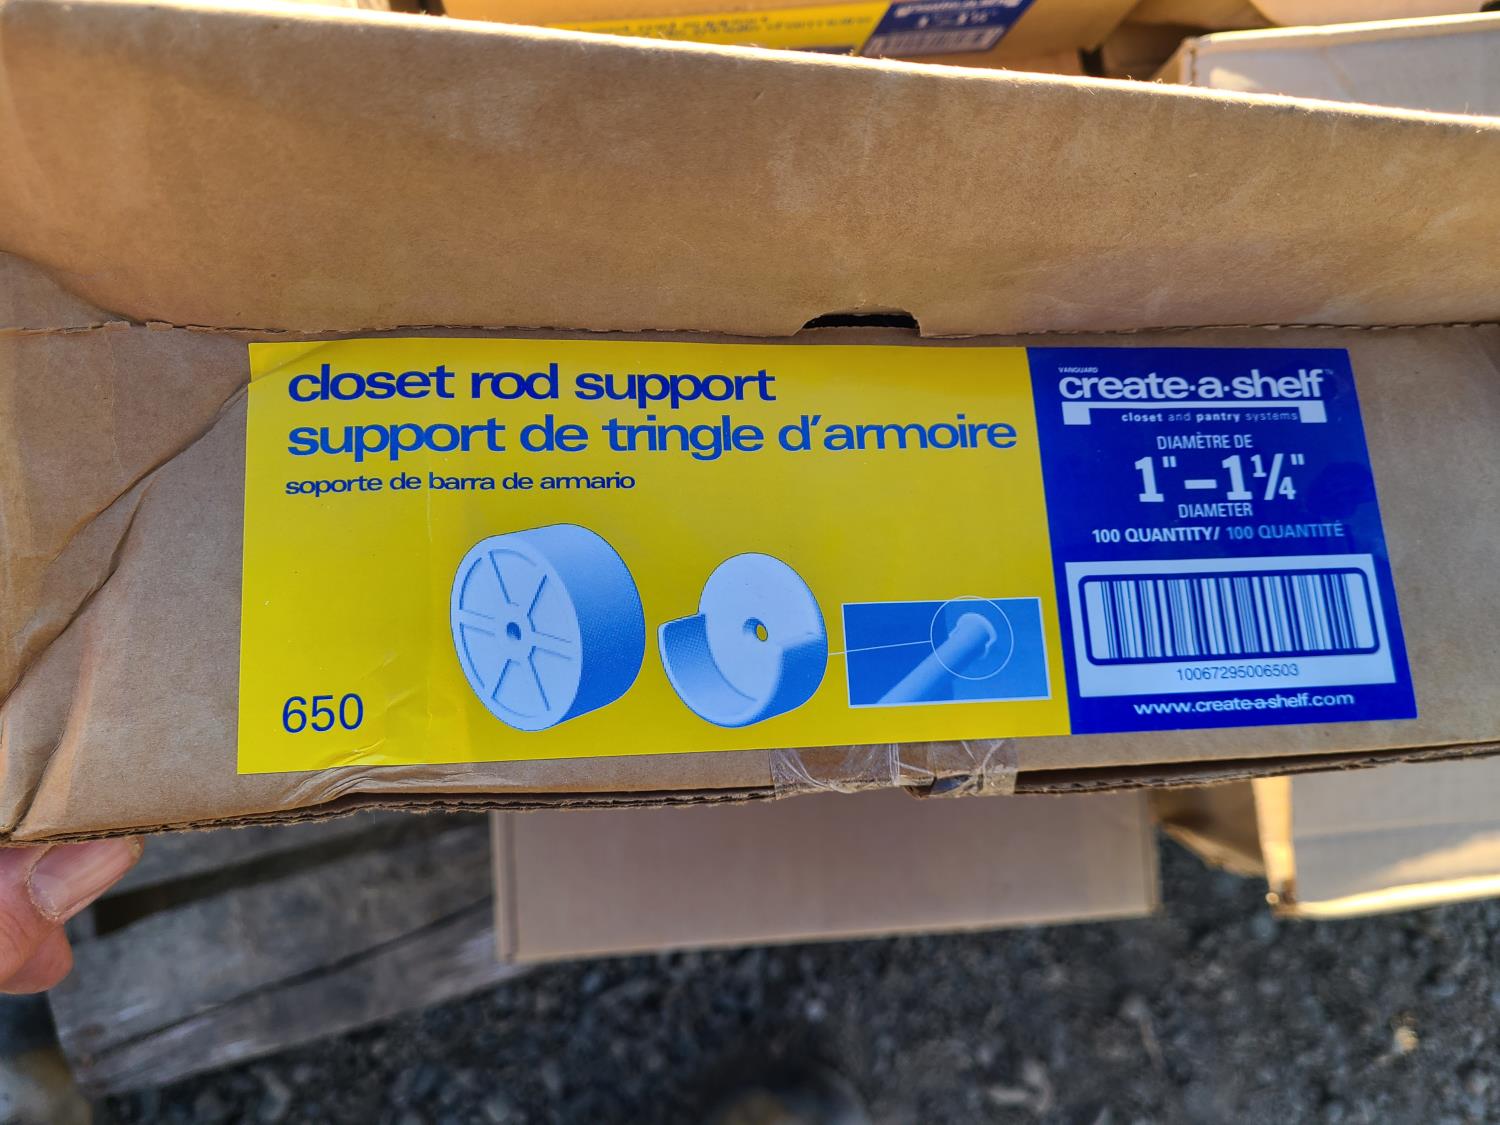 closet rod support
support de tringle d'armoire
soporte de barra de armario
650
VANGUARD
create·a·shelf™
closet and pantry systems
DIAMÈTRE DE
1"–1¼"
DIAMETER
100 QUANTITY/ 100 QUANTITÉ
10067295006503
www.create-a-shelf.com